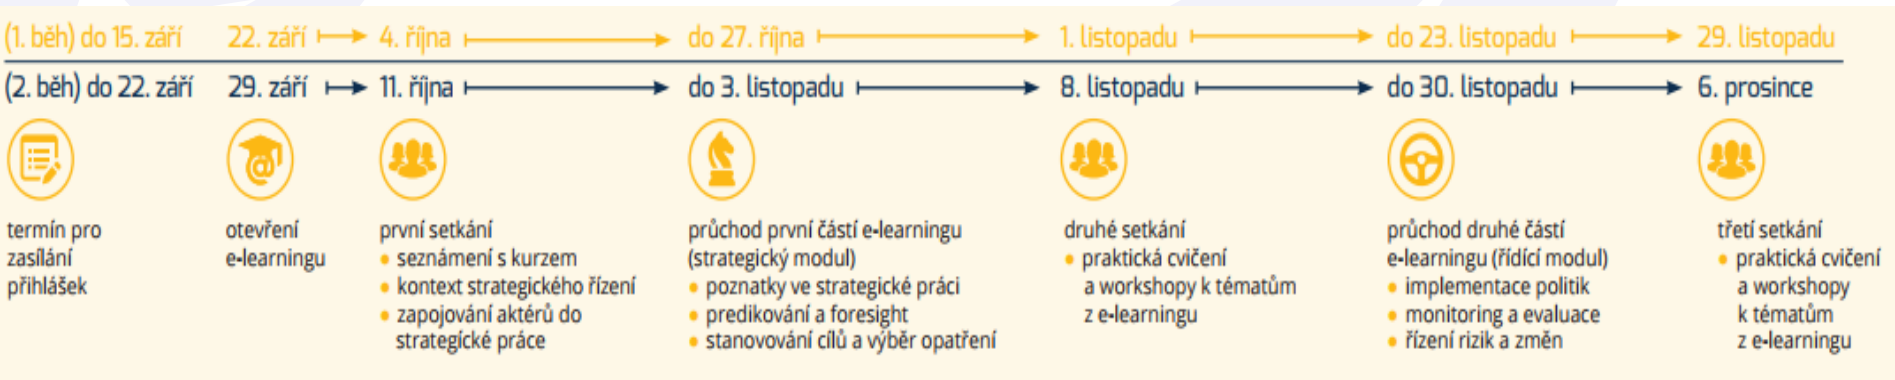 (1. běh) do 15. září 22. září 4. října do 27. října 1. listopadu do 23. listopadu 29. listopadu
(2. běh) do 22. září 29. září 11. října do 3. listopadu 8. listopadu do 30. listopadu 6. prosince
@
termín pro
zasílání
přihlášek
otevření
e-learningu
první setkání
• seznámení s kurzem
• kontext strategického řízení
• zapojování aktérů do
strategické práce
průchod první částí e-learningu
(strategický modul)
• poznatky ve strategické práci
• predikování a foresight
• stanovování cílů a výběr opatření
druhé setkání
• praktická cvičení
a workshopy k tématům
z e-learningu
průchod druhé částí
e-learningu (řídící modul)
• implementace politik
• monitoring a evaluace
• řízení rizik a změn
třetí setkání
• praktická cvičení
a workshopy
k tématům
z e-learningu